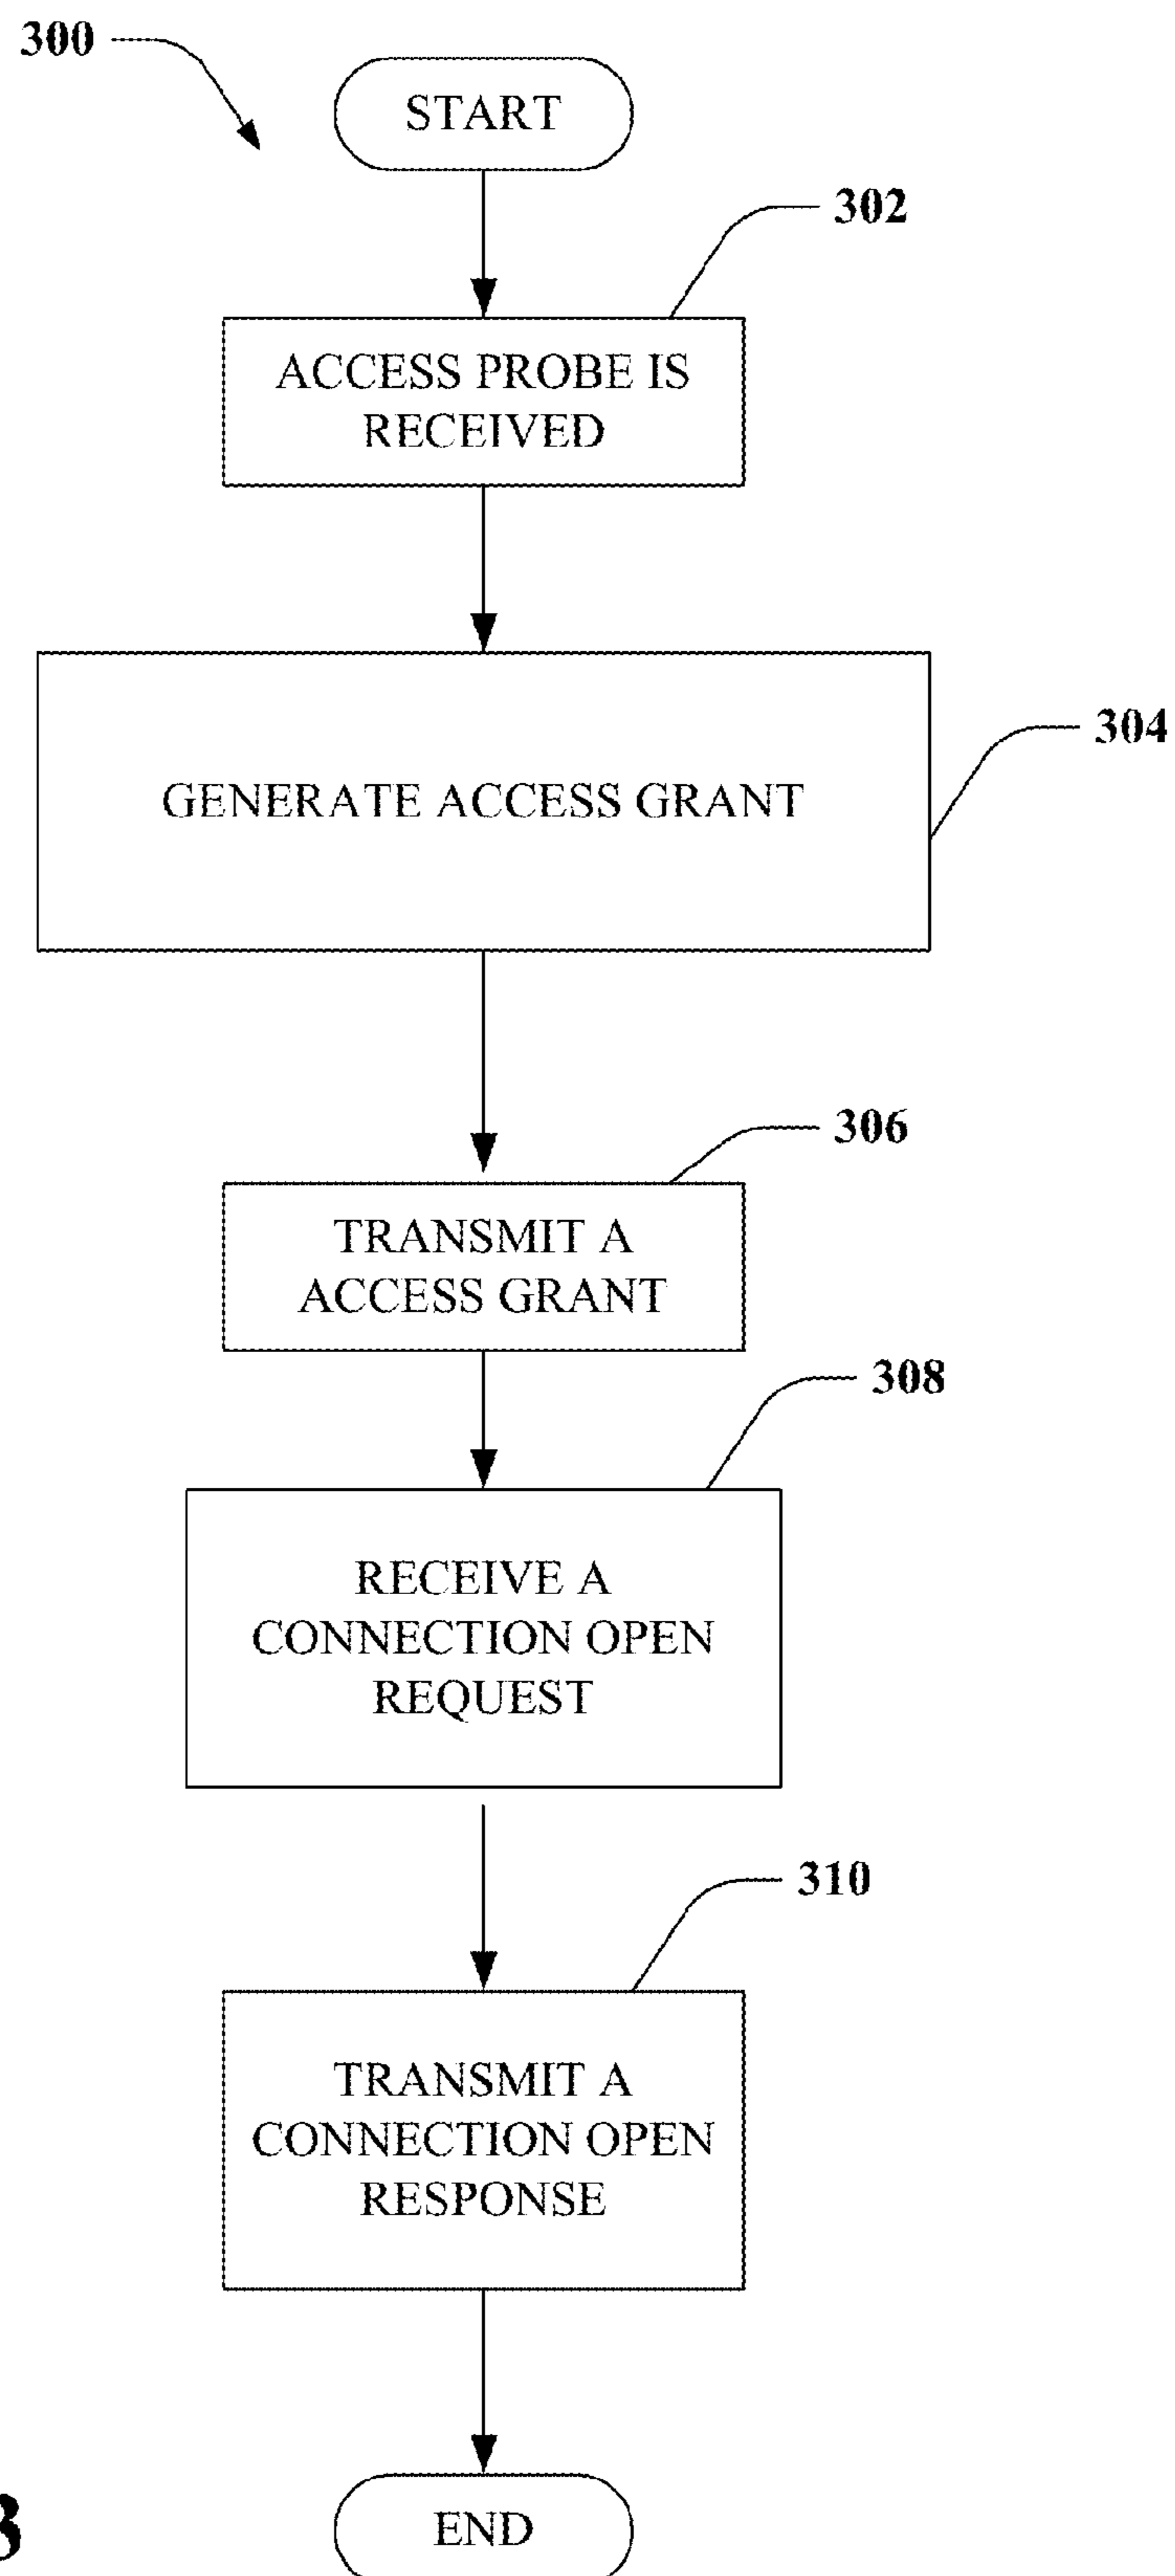 300
START
302
ACCESS PROBE IS
RECEIVED
304
GENERATE ACCESS GRANT
306
TRANSMIT A
ACCESS GRANT
308
RECEIVE A
CONNECTION OPEN
REQUEST
310
TRANSMIT A
CONNECTION OPEN
RESPONSE
END